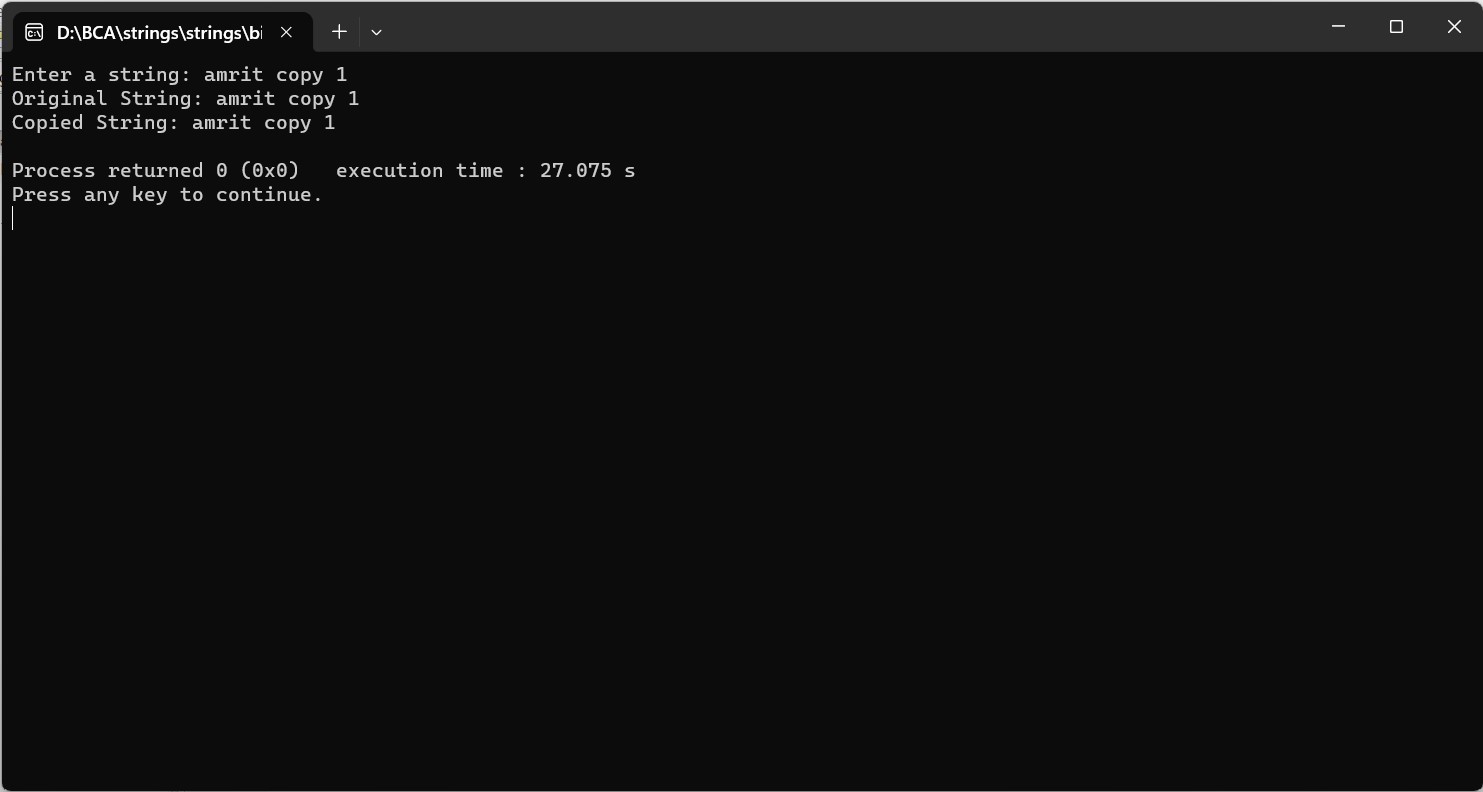 D:\BCA\strings\strings\bi
Enter a string: amrit copy 1
Original String: amrit copy 1
Copied String: amrit copy 1
Process returned 0 (0x0)   execution time : 27.075 s
Press any key to continue.